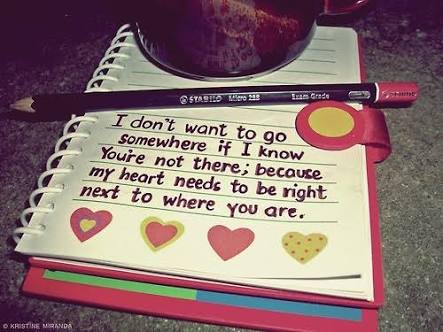 STABILO Micro 288 Exam Grade
I don't want to go
somewhere if I know
You're not there; because
my heart needs to be right
next to where you are.
© KRISTINE MIRANDA